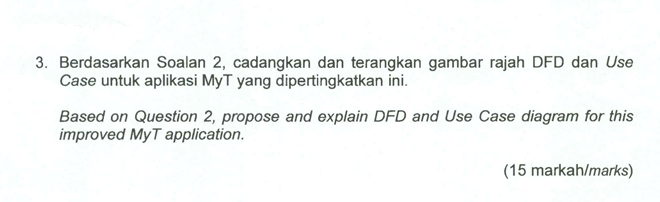 3. Berdasarkan Soalan 2, cadangkan dan terangkan gambar rajah DFD dan Use
Case untuk aplikasi MyT yang dipertingkatkan ini.
Based on Question 2, propose and explain DFD and Use Case diagram for this
improved MyT application.
(15 markah/marks)